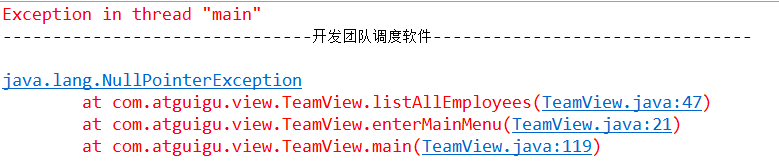 Exception in thread "main"
-------------------------------开发团队调度软件--------------------------------
java.lang.NullPointerException
at com.atguigu.view.TeamView.listAllEmployees(TeamView.java:47)
at com.atguigu.view.TeamView.enterMainMenu(TeamView.java:21)
at com.atguigu.view.TeamView.main(TeamView.java:119)